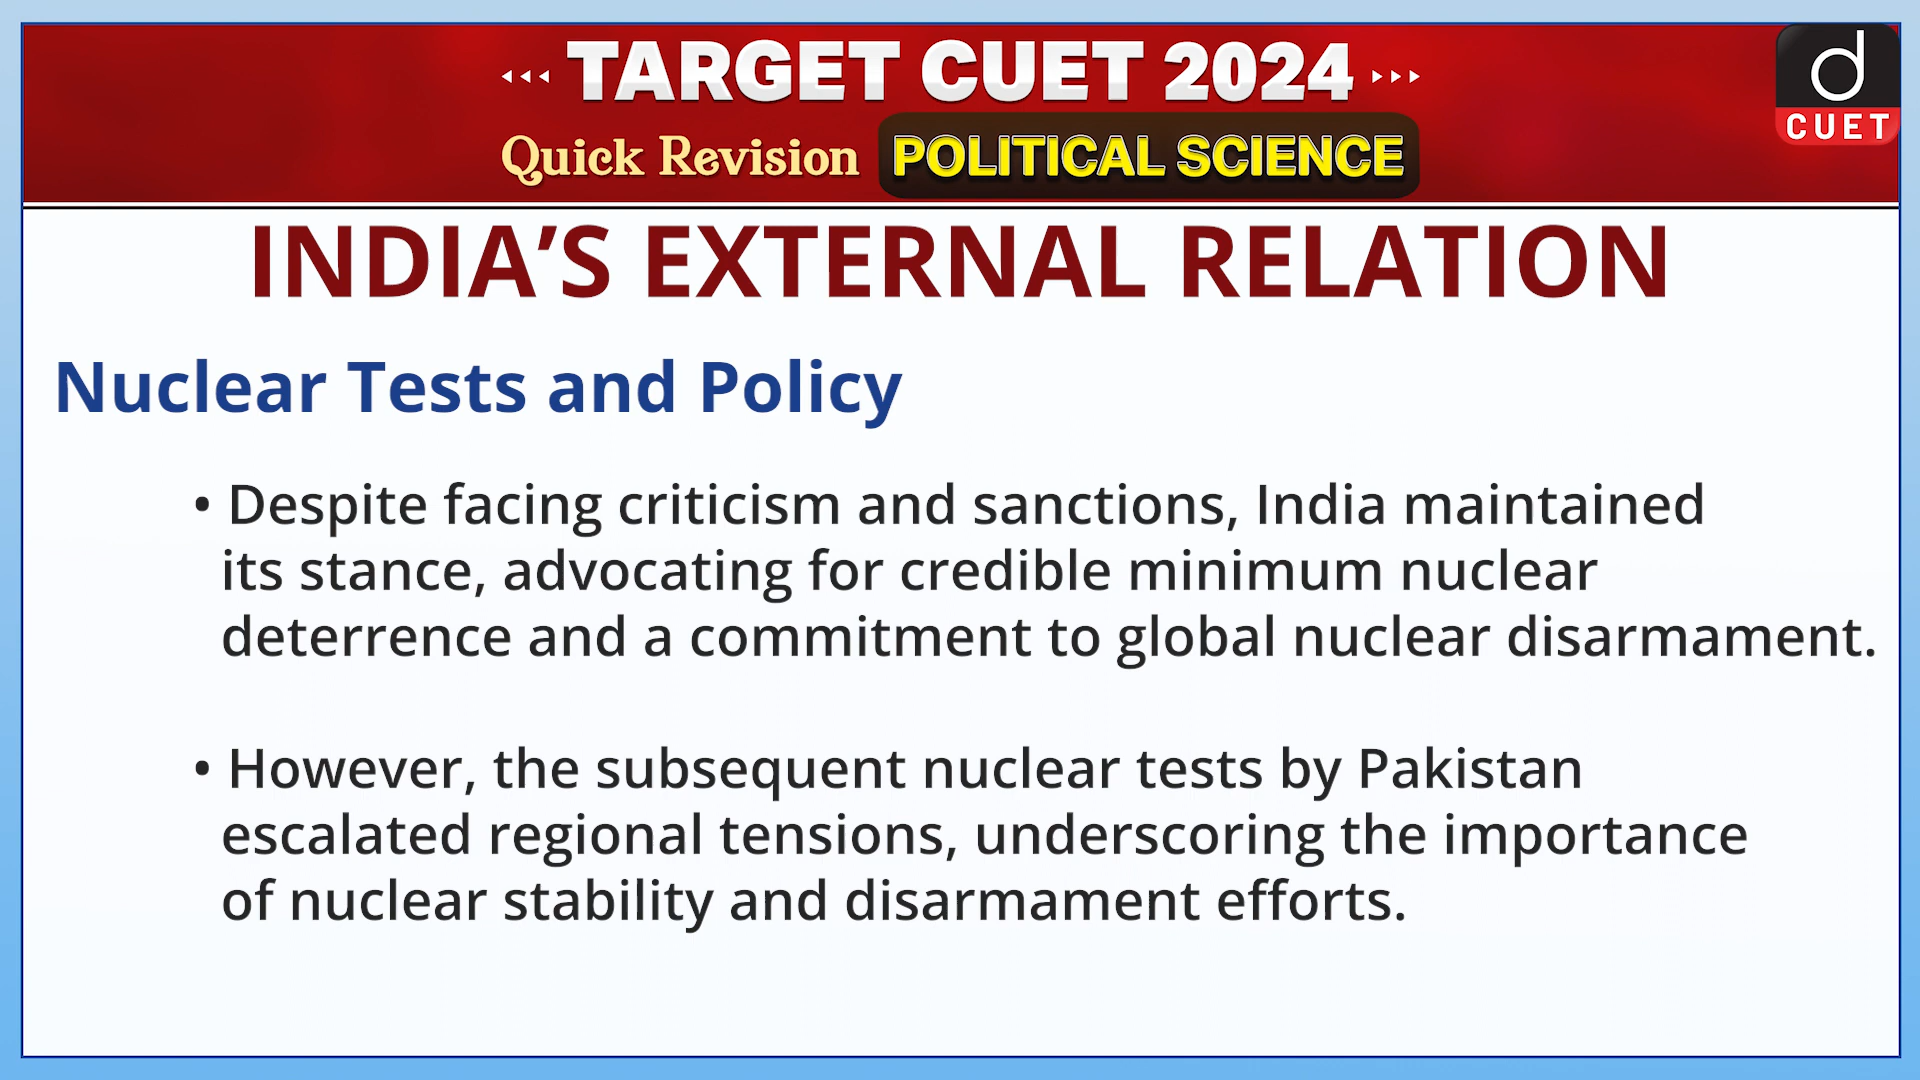 TARGET CUET 2024
Quick Revision POLITICAL SCIENCE
d
CUET
INDIA’S EXTERNAL RELATION
Nuclear Tests and Policy
• Despite facing criticism and sanctions, India maintained
its stance, advocating for credible minimum nuclear
deterrence and a commitment to global nuclear disarmament.
• However, the subsequent nuclear tests by Pakistan
escalated regional tensions, underscoring the importance
of nuclear stability and disarmament efforts.